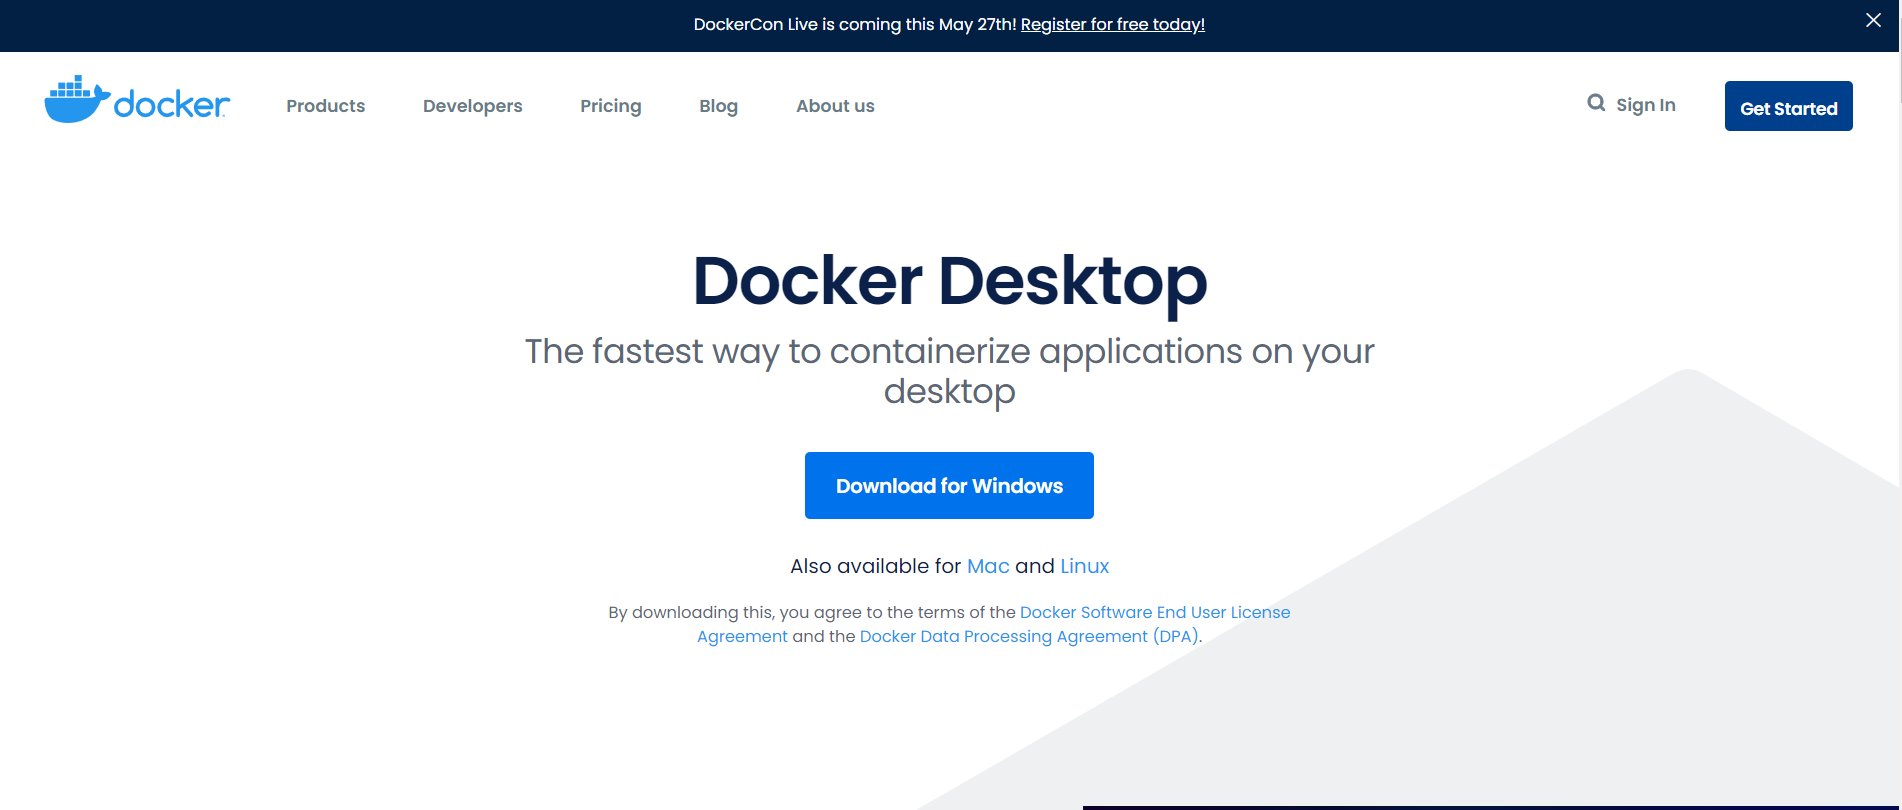 DockerCon Live is coming this May 27th! Register for free today!
docker
Products Developers Pricing Blog About us Sign In Get Started
Docker Desktop
The fastest way to containerize applications on your
desktop
Download for Windows
Also available for Mac and Linux
By downloading this, you agree to the terms of the Docker Software End User License
Agreement and the Docker Data Processing Agreement (DPA).